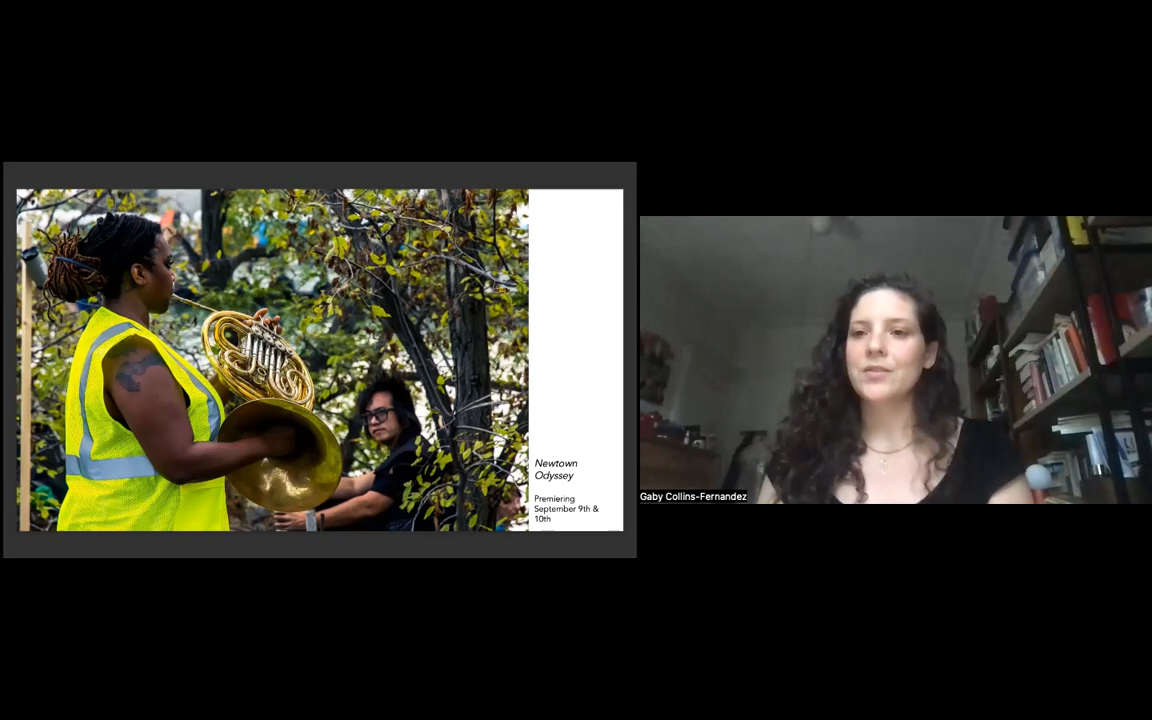 Newtown
Odyssey
Premiering
September 9th &
10th
Gaby Collins-Fernandez